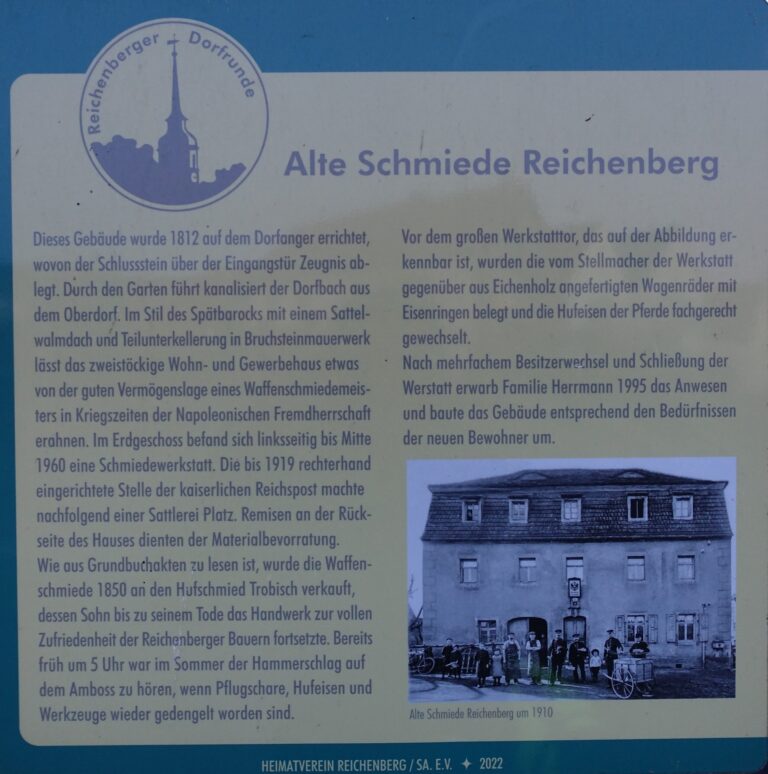 Reichenberger Dorfrunde
Alte Schmiede Reichenberg
Dieses Gebäude wurde 1812 auf dem Dorfanger errichtet,
wovon der Schlussstein über der Eingangstür Zeugnis ab-
legt. Durch den Garten führt kanalisiert der Dorfbach aus
dem Oberdorf. Im Stil des Spätbarocks mit einem Sattel-
walmdach und Teilunterkellerung in Bruchsteinmauerwerk
lässt das zweistöckige Wohn- und Gewerbehaus etwas
von der guten Vermögenslage eines Waffenschmiedemeis-
ters in Kriegszeiten der Napoleonischen Fremdherrschaft
erahnen. Im Erdgeschoss befand sich linksseitig bis Mitte
1960 eine Schmiedewerkstatt. Die bis 1919 rechterhand
eingerichtete Stelle der kaiserlichen Reichspost machte
nachfolgend einer Sattlerei Platz. Remisen an der Rück-
seite des Hauses dienten der Materialbevorratung.
Wie aus Grundbuchakten zu lesen ist, wurde die Waffen-
schmiede 1850 an den Hufschmied Trobisch verkauft,
dessen Sohn bis zu seinem Tode das Handwerk zur vollen
Zufriedenheit der Reichenberger Bauern fortsetzte. Bereits
früh um 5 Uhr war im Sommer der Hammerschlag auf
dem Amboss zu hören, wenn Pflugschare, Hufeisen und
Werkzeuge wieder gedengelt worden sind.
Vor dem großen Werkstatttor, das auf der Abbildung er-
kennbar ist, wurden die vom Stellmacher der Werkstatt
gegenüber aus Eichenholz angefertigten Wagenräder mit
Eisenringen belegt und die Hufeisen der Pferde fachgerecht
gewechselt.
Nach mehrfachem Besitzerwechsel und Schließung der
Werstatt erwarb Familie Herrmann 1995 das Anwesen
und baute das Gebäude entsprechend den Bedürfnissen
der neuen Bewohner um.
Alte Schmiede Reichenberg um 1910
HEIMATVEREIN REICHENBERG / SA. E.V. ✦ 2022